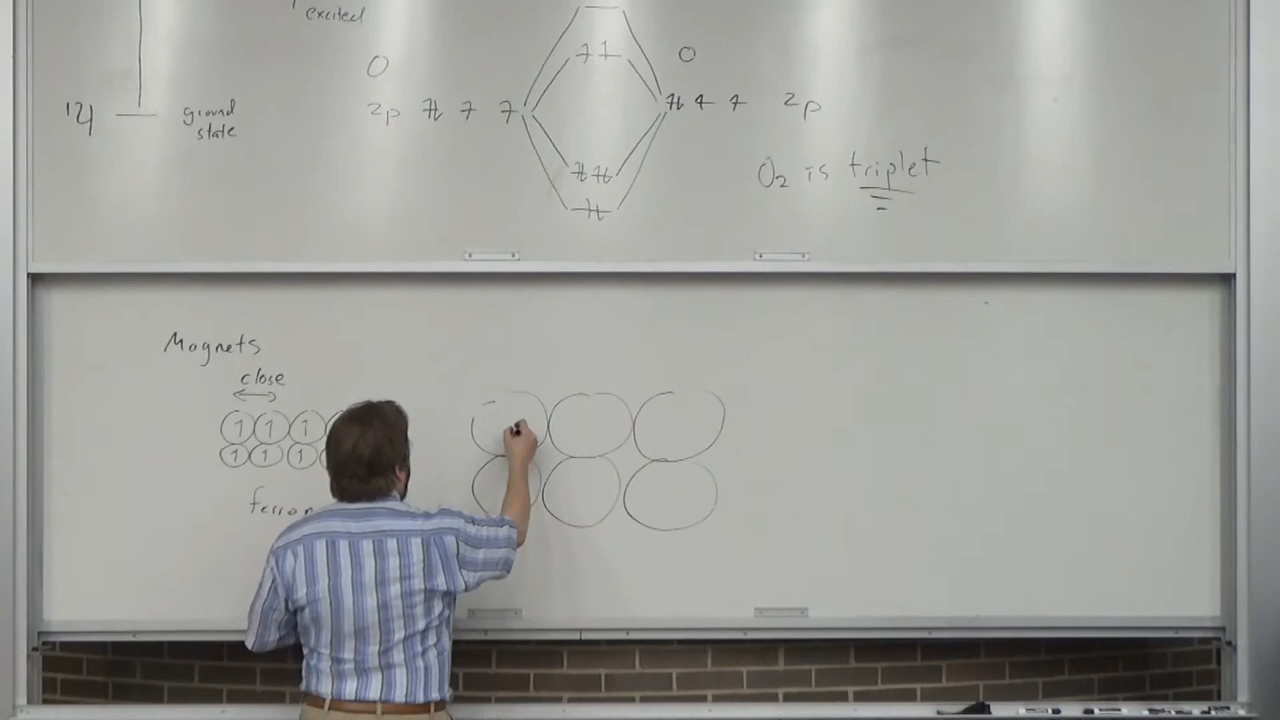 excited
O
O
2p
2p
ground
state
O₂ is triplet
Magnets
close
1 1 1
1 1 1